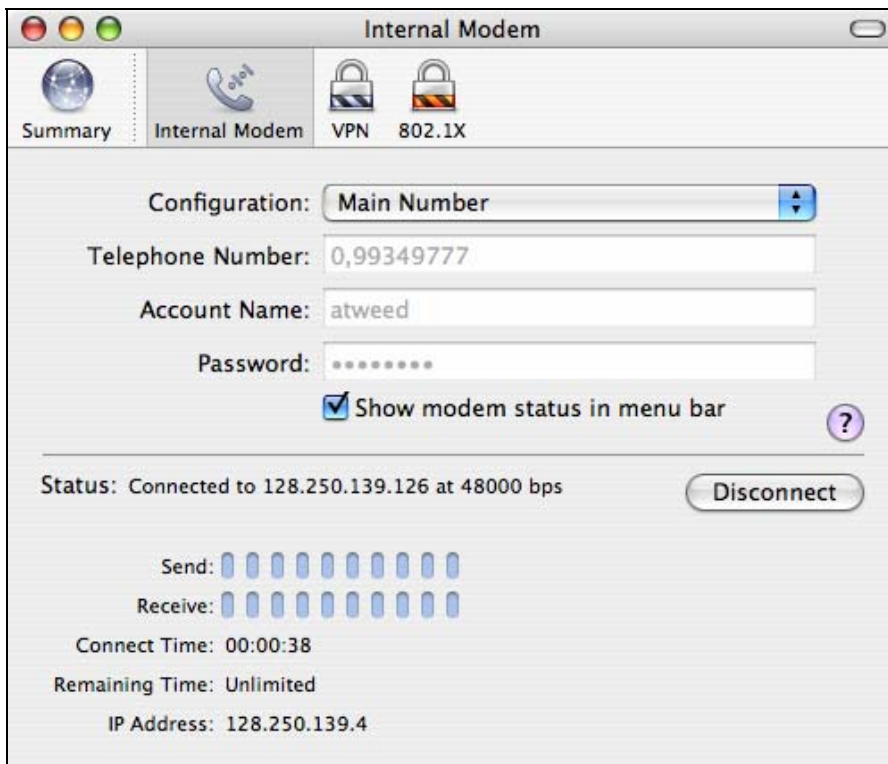 Internal Modem
Summary
Internal Modem
VPN
802.1X
Configuration: Main Number
Telephone Number: 0,99349777
Account Name: atweed
Password: ••••••••
Show modem status in menu bar
?
Status: Connected to 128.250.139.126 at 48000 bps
Disconnect
Send:
Receive:
Connect Time: 00:00:38
Remaining Time: Unlimited
IP Address: 128.250.139.4